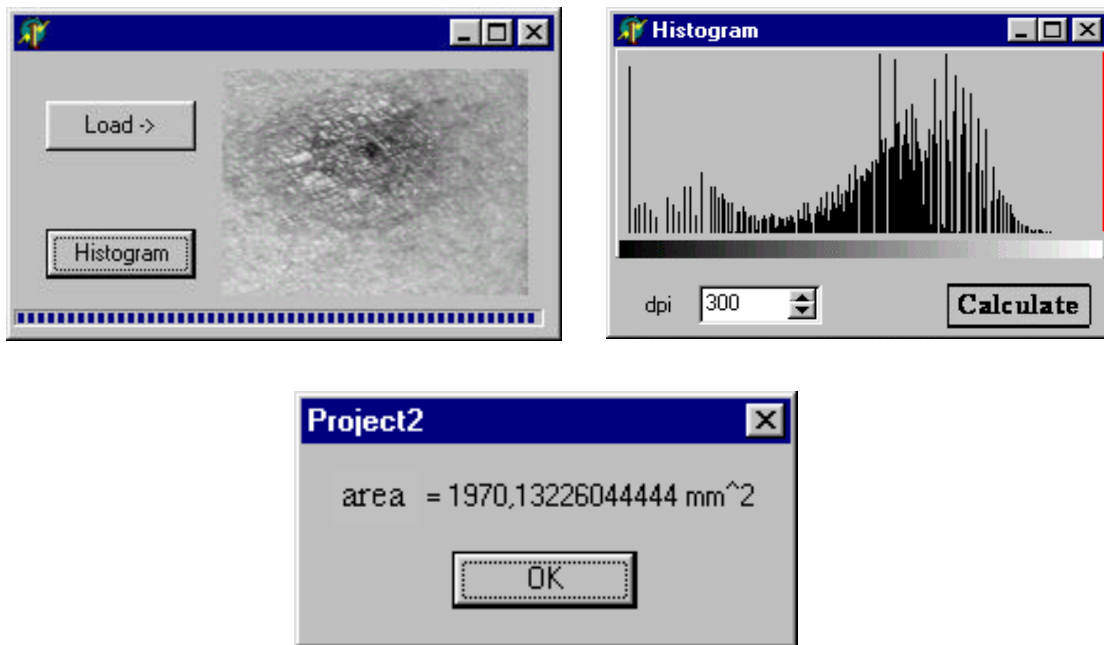 Load ->
Histogram
Histogram
dpi 300 Calculate
Project2
area = 1970,13226044444 mm^2
OK